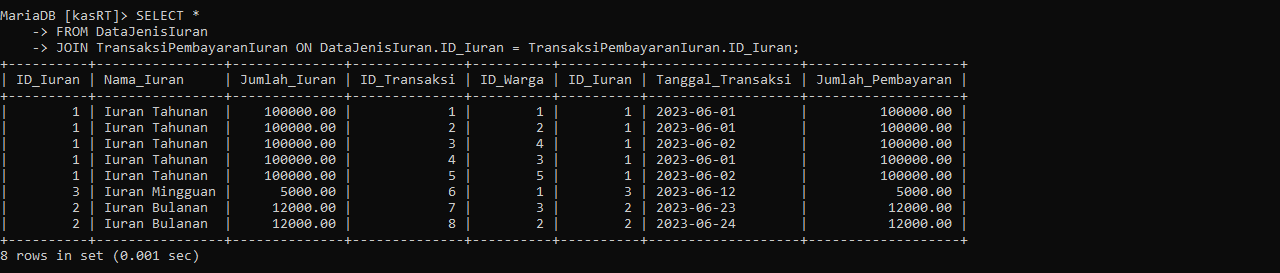 MariaDB [kasRT]> SELECT *
    -> FROM DataJenisIuran
    -> JOIN TransaksiPembayaranIuran ON DataJenisIuran.ID_Iuran = TransaksiPembayaranIuran.ID_Iuran;
+----------+----------------+---------------+--------------+----------+----------+-------------------+-------------------+
| ID_Iuran | Nama_Iuran     | Jumlah_Iuran | ID_Transaksi | ID_Warga | ID_Iuran | Tanggal_Transaksi | Jumlah_Pembayaran |
+----------+----------------+---------------+--------------+----------+----------+-------------------+-------------------+
|        1 | Iuran Tahunan  |    100000.00 |            1 |        1 |        1 | 2023-06-01        |         100000.00 |
|        1 | Iuran Tahunan  |    100000.00 |            2 |        2 |        1 | 2023-06-01        |         100000.00 |
|        1 | Iuran Tahunan  |    100000.00 |            3 |        4 |        1 | 2023-06-02        |         100000.00 |
|        1 | Iuran Tahunan  |    100000.00 |            4 |        3 |        1 | 2023-06-01        |         100000.00 |
|        1 | Iuran Tahunan  |    100000.00 |            5 |        5 |        1 | 2023-06-02        |         100000.00 |
|        3 | Iuran Mingguan |      5000.00 |            6 |        1 |        3 | 2023-06-12        |           5000.00 |
|        2 | Iuran Bulanan  |     12000.00 |            7 |        3 |        2 | 2023-06-23        |          12000.00 |
|        2 | Iuran Bulanan  |     12000.00 |            8 |        2 |        2 | 2023-06-24        |          12000.00 |
+----------+----------------+---------------+--------------+----------+----------+-------------------+-------------------+
8 rows in set (0.001 sec)